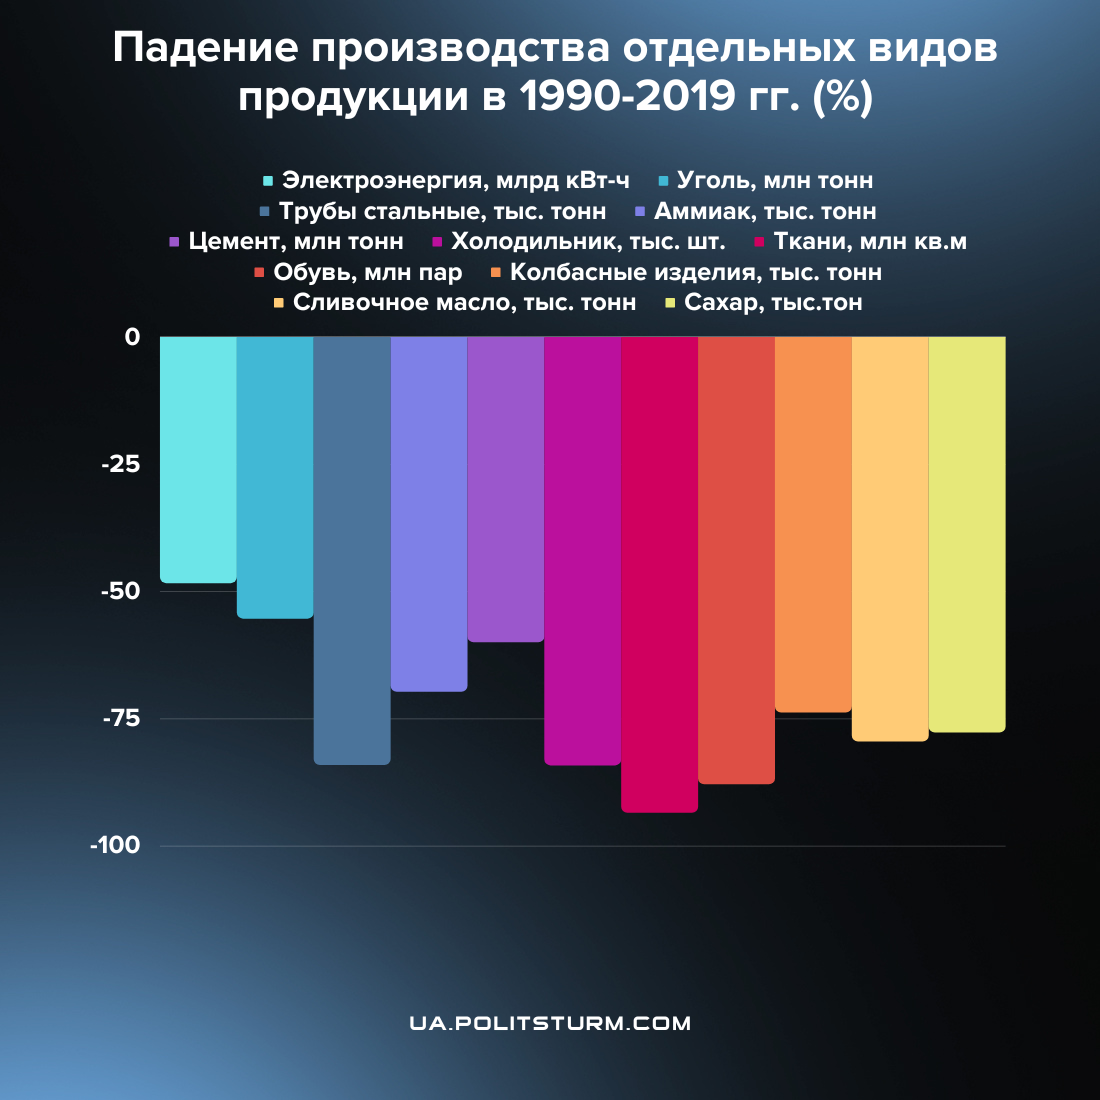 Падение производства отдельных видов
продукции в 1990-2019 гг. (%)
Электроэнергия, млрд кВт-ч Уголь, млн тонн
Трубы стальные, тыс. тонн Аммиак, тыс. тонн
Цемент, млн тонн Холодильник, тыс. шт. Ткани, млн кв.м
Обувь, млн пар Колбасные изделия, тыс. тонн
Сливочное масло, тыс. тонн Сахар, тыс.тон
0
-25
-50
-75
-100
UA.POLITSTURM.COM